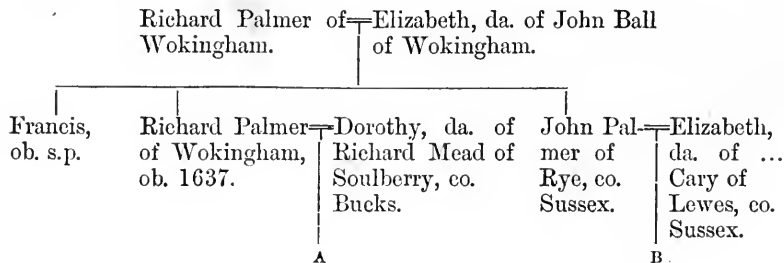 Richard Palmer of Wokingham.
Elizabeth, da. of John Ball of Wokingham.
Francis,
ob. s.p.
Richard Palmer
of Wokingham,
ob. 1637.
Dorothy, da. of
Richard Mead of
Soulberry, co.
Bucks.
John Pal-
mer of
Rye, co.
Sussex.
Elizabeth,
da. of ...
Cary of
Lewes, co.
Sussex.
A
B